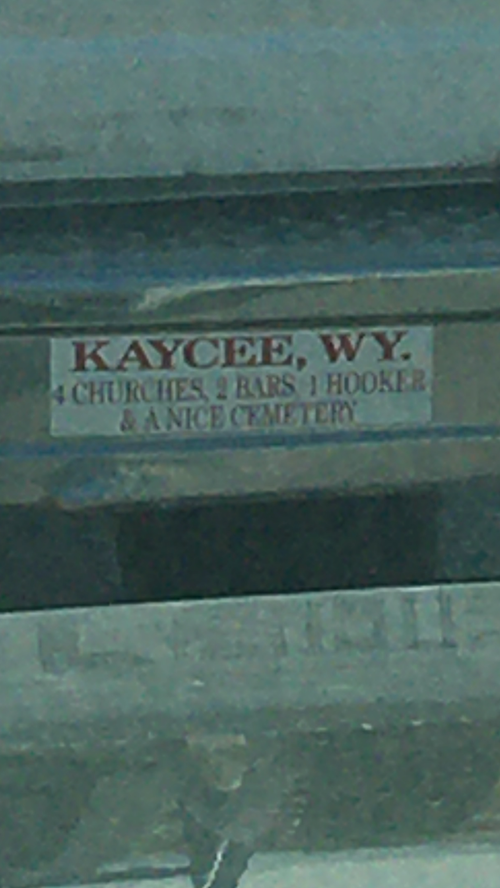 KAYCEE, WY.
4 CHURCHES, 2 BARS 1 HOOKER
& A NICE CEMETERY